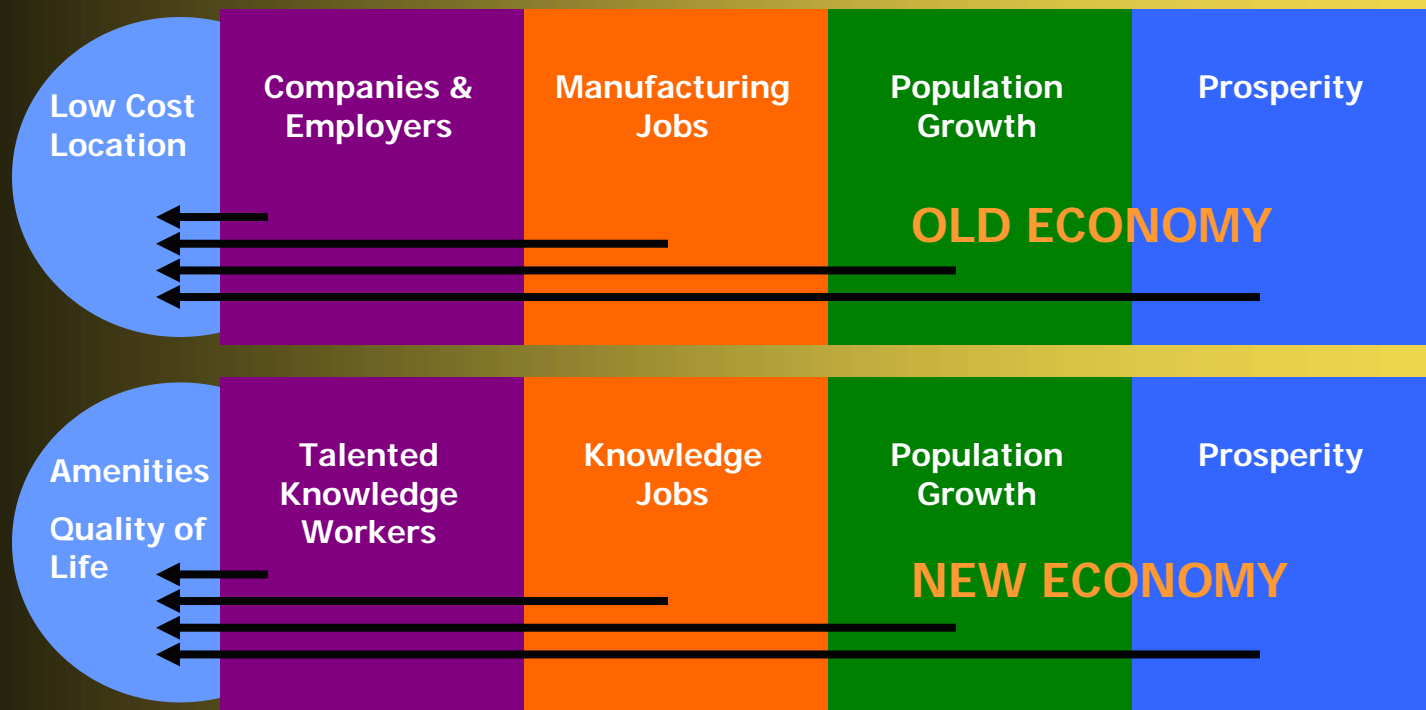 Low Cost
Location
Companies &
Employers
Manufacturing
Jobs
Population
Growth
Prosperity
OLD ECONOMY
Amenities
Quality of
Life
Talented
Knowledge
Workers
Knowledge
Jobs
Population
Growth
Prosperity
NEW ECONOMY